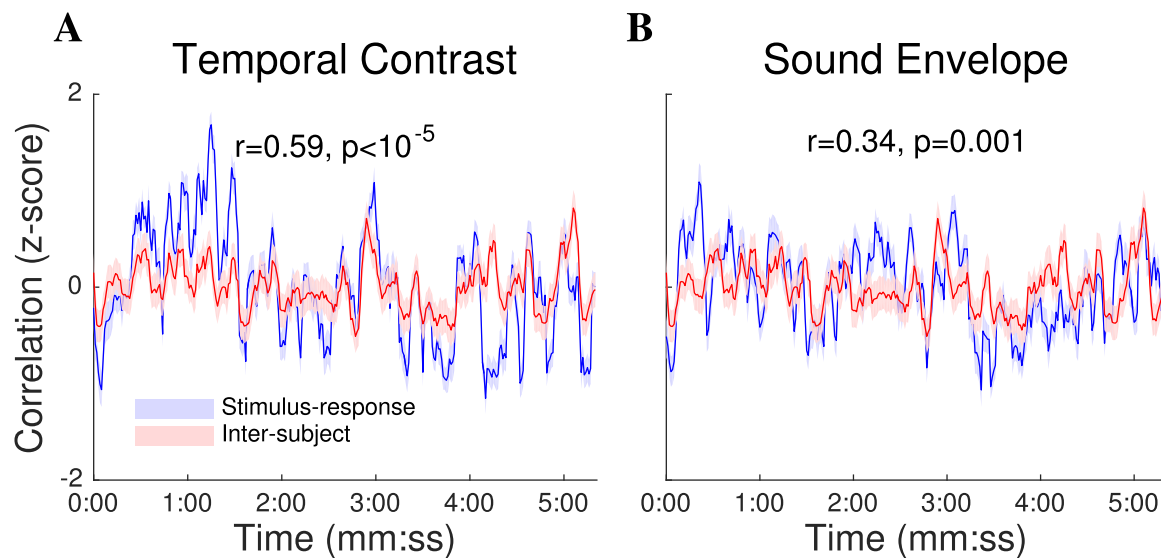 A
Temporal Contrast
2
0
-2
Correlation (z-score)
r=0.59, p<10^-5
Stimulus-response
Inter-subject
0:00 1:00 2:00 3:00 4:00 5:00
Time (mm:ss)
B
Sound Envelope
r=0.34, p=0.001
0:00 1:00 2:00 3:00 4:00 5:00
Time (mm:ss)